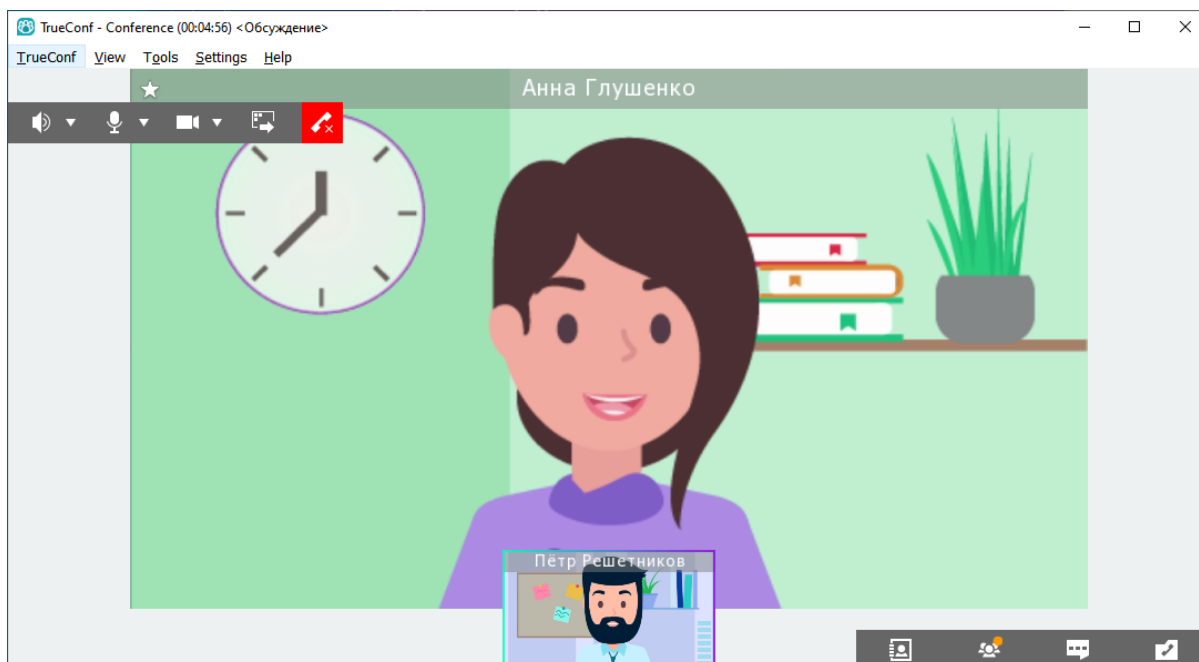 TrueConf - Conference (00:04:56) <Обсуждение>
TrueConf View Tools Settings Help
Анна Глушенко
Пётр Решетников